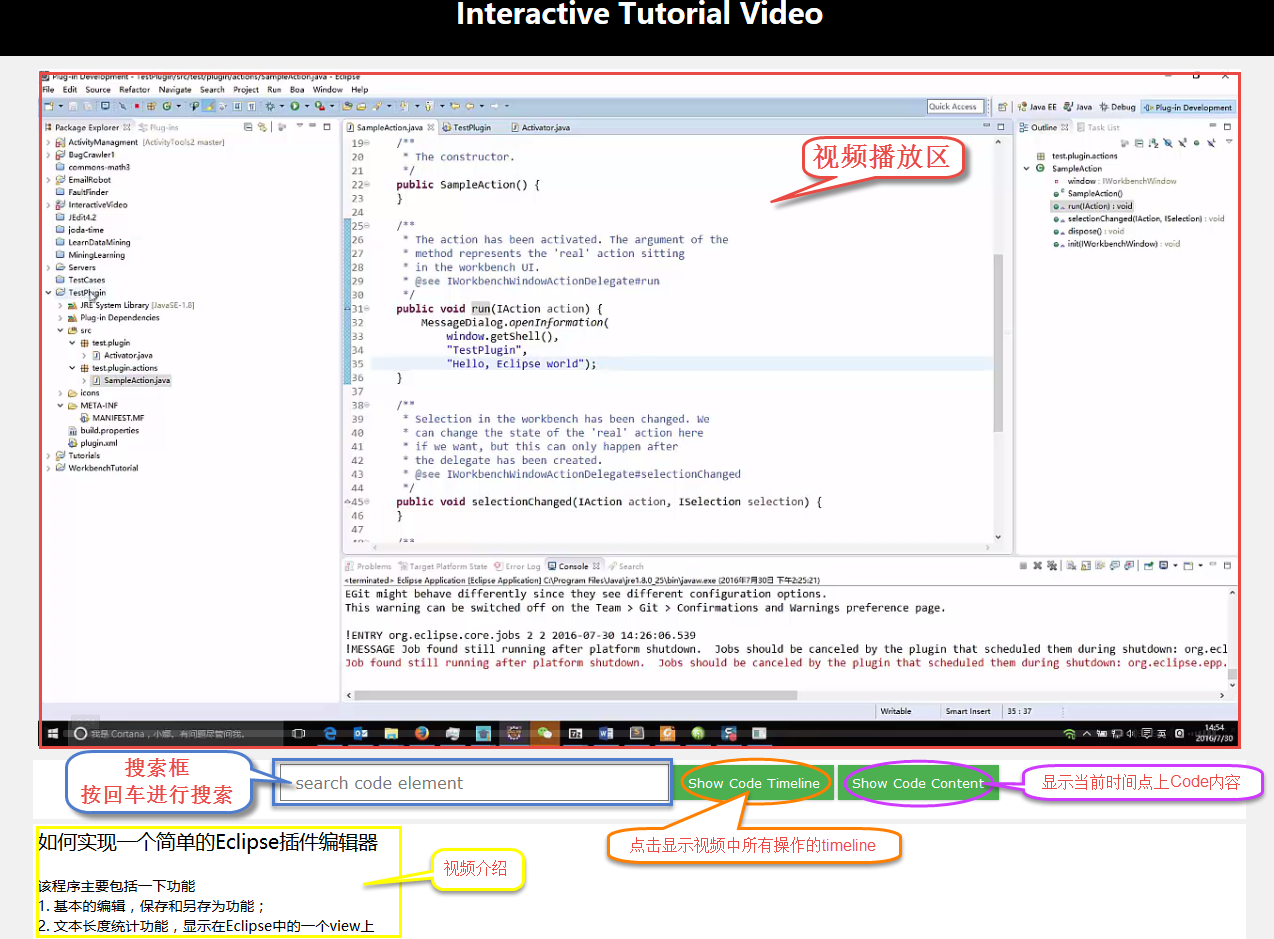 Interactive Tutorial Video
Plug-in Development - TestPlugin/src/test/plugin/actions/SampleAction.java - Eclipse
File Edit Source Refactor Navigate Search Project Run Boa Window Help
Quick Access
Java EE Java Debug Plug-in Development
Package Explorer Plug-ins
ActivityManagment [ActivityTools2 master]
BugCrawler1
commons-math3
EmailRobot
FaultFinder
InteractiveVideo
JEdit4.2
joda-time
LearnDataMining
MiningLearning
Servers
TestCases
TestPlugin
JRE System Library [JavaSE-1.8]
Plug-in Dependencies
src
test.plugin
Activator.java
test.plugin.actions
SampleAction.java
icons
META-INF
MANIFEST.MF
build.properties
plugin.xml
Tutorials
WorkbenchTutorial
SampleAction.java TestPlugin Activator.java
19 /**
20 * The constructor.
21 */
22 public SampleAction() {
23 }
24
25 /**
26 * The action has been activated. The argument of the
27 * method represents the 'real' action sitting
28 * in the workbench UI.
29 * @see IWorkbenchWindowActionDelegate#run
30 */
31 public void run(IAction action) {
32 MessageDialog.openInformation(
33 window.getShell(),
34 "TestPlugin",
35 "Hello, Eclipse world");
36 }
37
38 /**
39 * Selection in the workbench has been changed. We
40 * can change the state of the 'real' action here
41 * if we want, but this can only happen after
42 * the delegate has been created.
43 * @see IWorkbenchWindowActionDelegate#selectionChanged
44 */
45 public void selectionChanged(IAction action, ISelection selection) {
46 }
47
视频播放区
Outline Task List
test.plugin.actions
SampleAction
window : IWorkbenchWindow
SampleAction()
run(IAction) : void
selectionChanged(IAction, ISelection) : void
dispose() : void
init(IWorkbenchWindow) : void
Problems Target Platform State Error Log Console Search
<terminated> Eclipse Application [Eclipse Application] C:\Program Files\Java\jre1.8.0_25\bin\javaw.exe (2016年7月30日 下午2:25:21)
EGit might behave differently since they see different configuration options.
This warning can be switched off on the Team > Git > Confirmations and Warnings preference page.
!ENTRY org.eclipse.core.jobs 2 2 2016-07-30 14:26:06.539
!MESSAGE Job found still running after platform shutdown.  Jobs should be canceled by the plugin that scheduled them during shutdown: org.ecl
Job found still running after platform shutdown.  Jobs should be canceled by the plugin that scheduled them during shutdown: org.eclipse.epp.
Writable Smart Insert 35 : 37
我是 Cortana，小娜。有问题尽管问我。
英
14:54
2016/7/30
搜索框
按回车进行搜索
search code element
Show Code Timeline
Show Code Content
显示当前时间点上Code内容
点击显示视频中所有操作的timeline
如何实现一个简单的Eclipse插件编辑器
视频介绍
该程序主要包括一下功能
1. 基本的编辑，保存和另存为功能；
2. 文本长度统计功能，显示在Eclipse中的一个view上